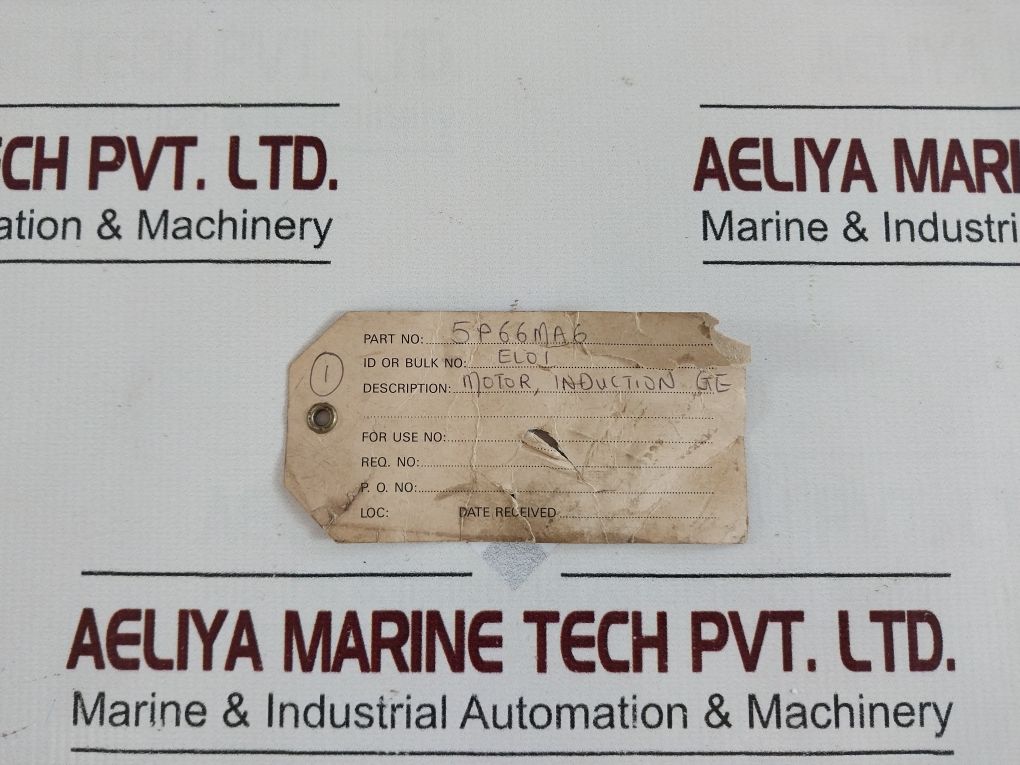 ECH PVT. LTD.
ation & Machinery
AELIYA MARI
Marine & Industri
1
PART NO: 5P66MA6
ID OR BULK NO: EL01
DESCRIPTION: MOTOR, INDUCTION GE
FOR USE NO:
REQ. NO:
P. O. NO:
LOC: DATE RECEIVED
AELIYA MARINE TECH PVT. LTD.
Marine & Industrial Automation & Machinery